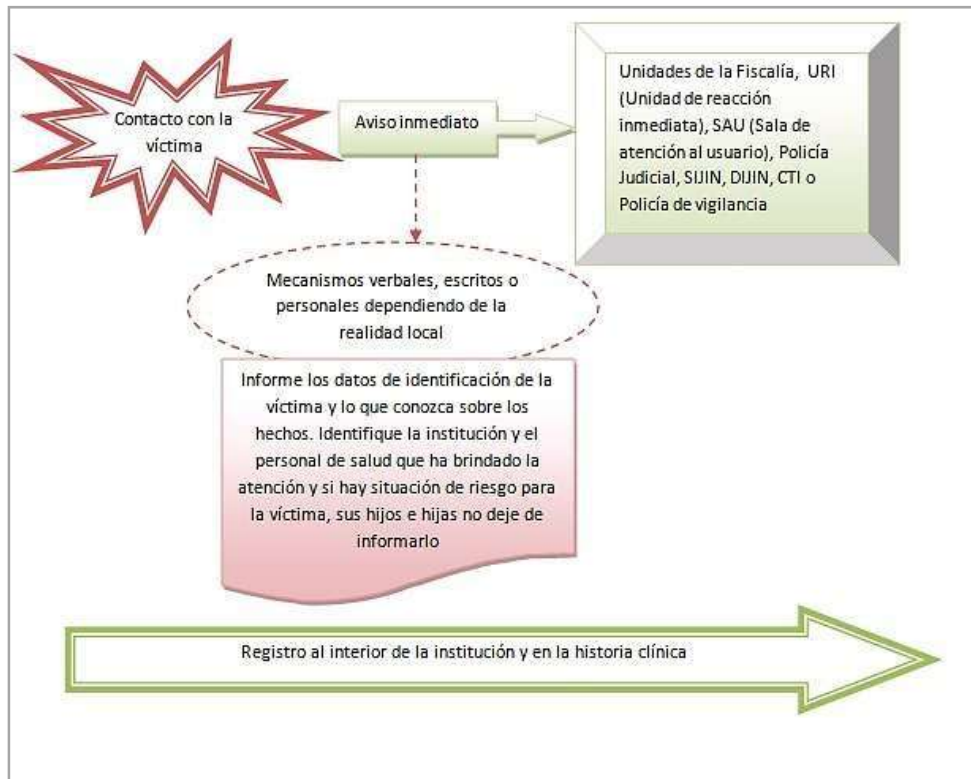 Contacto con la
víctima
Aviso inmediato
Unidades de la Fiscalía, URI
(Unidad de reacción
inmediata), SAU (Sala de
atención al usuario), Policía
Judicial, SIJIN, DIJIN, CTI o
Policía de vigilancia
Mecanismos verbales, escritos o
personales dependiendo de la
realidad local
Informe los datos de identificación de la
víctima y lo que conozca sobre los
hechos. Identifique la institución y el
personal de salud que ha brindado la
atención y si hay situación de riesgo para
la víctima, sus hijos e hijas no deje de
informarlo
Registro al interior de la institución y en la historia clínica